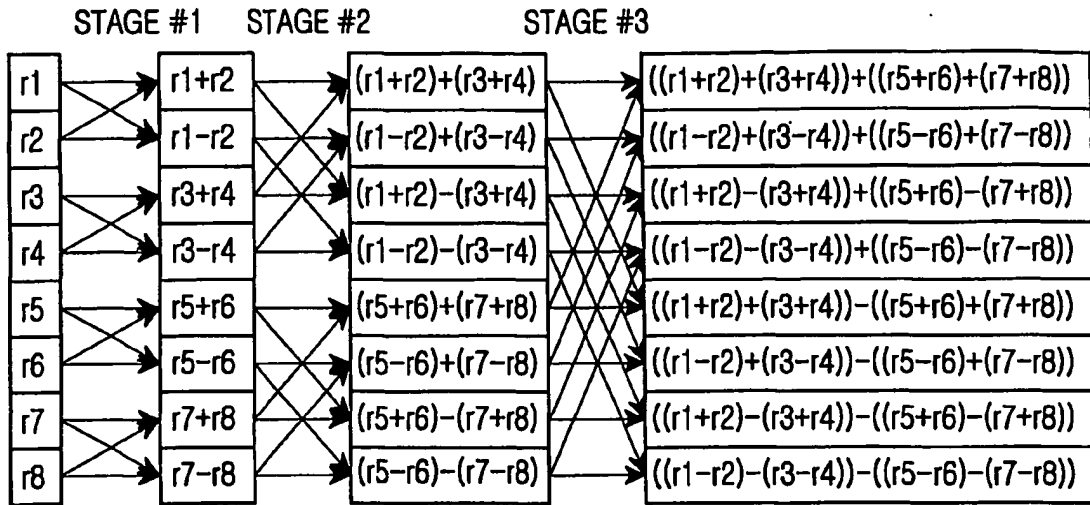 STAGE #1 STAGE #2 STAGE #3
r1 r1+r2 (r1+r2)+(r3+r4) ((r1+r2)+(r3+r4))+((r5+r6)+(r7+r8))
r2 r1−r2 (r1−r2)+(r3−r4) ((r1−r2)+(r3−r4))+((r5−r6)+(r7−r8))
r3 r3+r4 (r1+r2)−(r3+r4) ((r1+r2)−(r3+r4))+((r5+r6)−(r7+r8))
r4 r3−r4 (r1−r2)−(r3−r4) ((r1−r2)−(r3−r4))+((r5−r6)−(r7−r8))
r5 r5+r6 (r5+r6)+(r7+r8) ((r1+r2)+(r3+r4))−((r5+r6)+(r7+r8))
r6 r5−r6 (r5−r6)+(r7−r8) ((r1−r2)+(r3−r4))−((r5−r6)+(r7−r8))
r7 r7+r8 (r5+r6)−(r7+r8) ((r1+r2)−(r3+r4))−((r5+r6)−(r7+r8))
r8 r7−r8 (r5−r6)−(r7−r8) ((r1−r2)−(r3−r4))−((r5−r6)−(r7−r8))